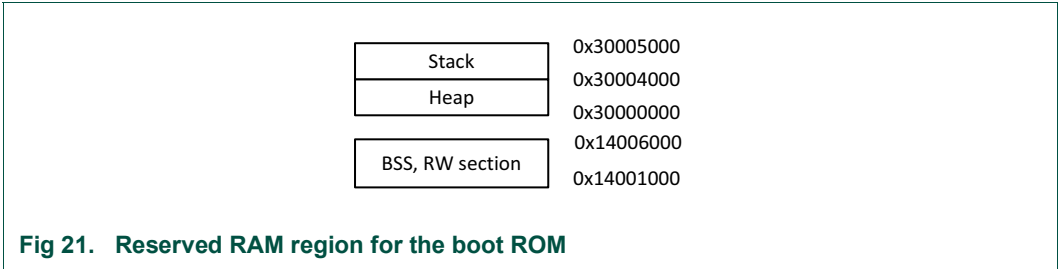 0x30005000
Stack
0x30004000
Heap
0x30000000
0x14006000
BSS, RW section
0x14001000
Fig 21. Reserved RAM region for the boot ROM